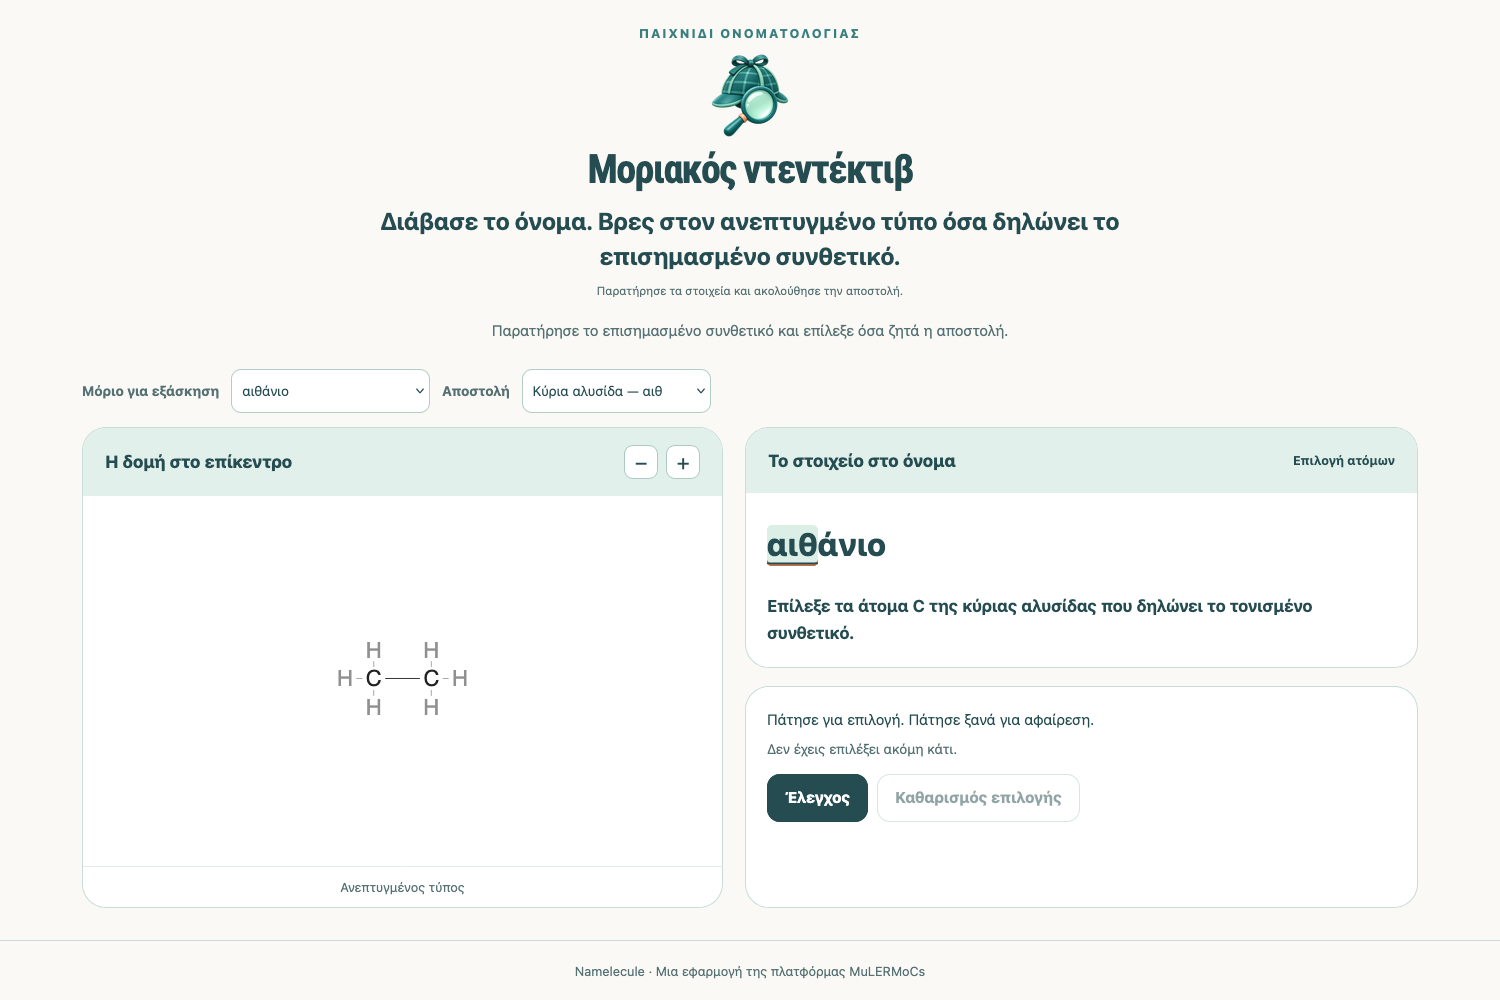 ΠΑΙΧΝΙΔΙ ΟΝΟΜΑΤΟΛΟΓΙΑΣ
Μοριακός ντεντέκτιβ
Διάβασε το όνομα. Βρες στον ανεπτυγμένο τύπο όσα δηλώνει το
επισημασμένο συνθετικό.
Παρατήρησε τα στοιχεία και ακολούθησε την αποστολή.
Παρατήρησε το επισημασμένο συνθετικό και επίλεξε όσα ζητά η αποστολή.
Μόριο για εξάσκηση αιθάνιο Αποστολή Κύρια αλυσίδα — αιθ
Η δομή στο επίκεντρο − +
H H
H C C H
H H
Ανεπτυγμένος τύπος
Το στοιχείο στο όνομα Επιλογή ατόμων
αιθάνιο
Επίλεξε τα άτομα C της κύριας αλυσίδας που δηλώνει το τονισμένο
συνθετικό.
Πάτησε για επιλογή. Πάτησε ξανά για αφαίρεση.
Δεν έχεις επιλέξει ακόμη κάτι.
Έλεγχος Καθαρισμός επιλογής
Namelecule · Μια εφαρμογή της πλατφόρμας MuLERMoCs